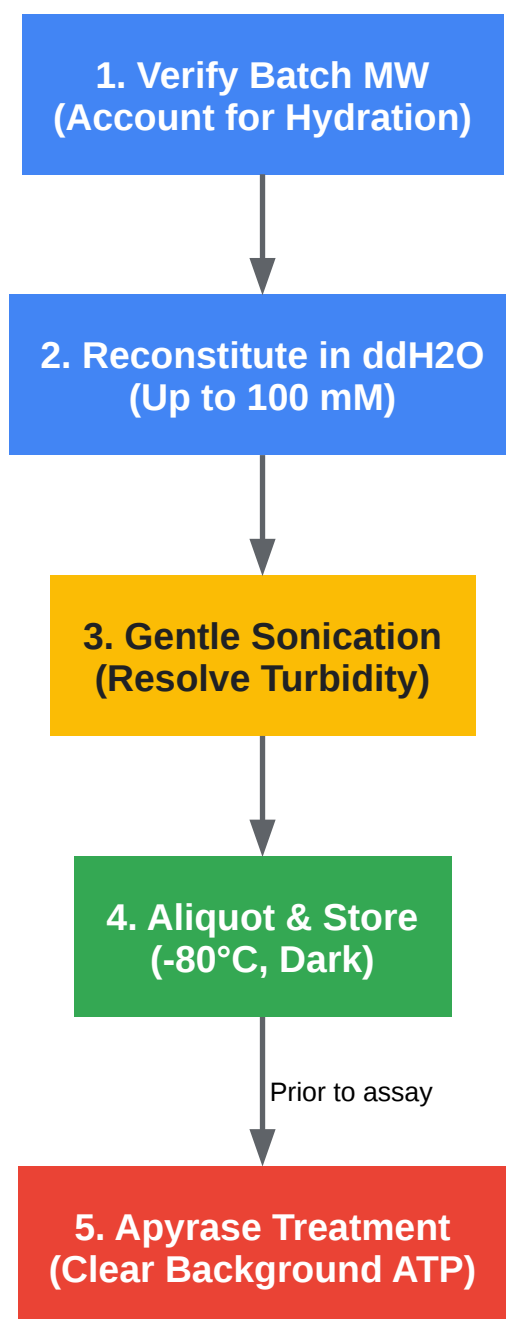 1. Verify Batch MW
(Account for Hydration)
2. Reconstitute in ddH2O
(Up to 100 mM)
3. Gentle Sonication
(Resolve Turbidity)
4. Aliquot & Store
(-80°C, Dark)
Prior to assay
5. Apyrase Treatment
(Clear Background ATP)